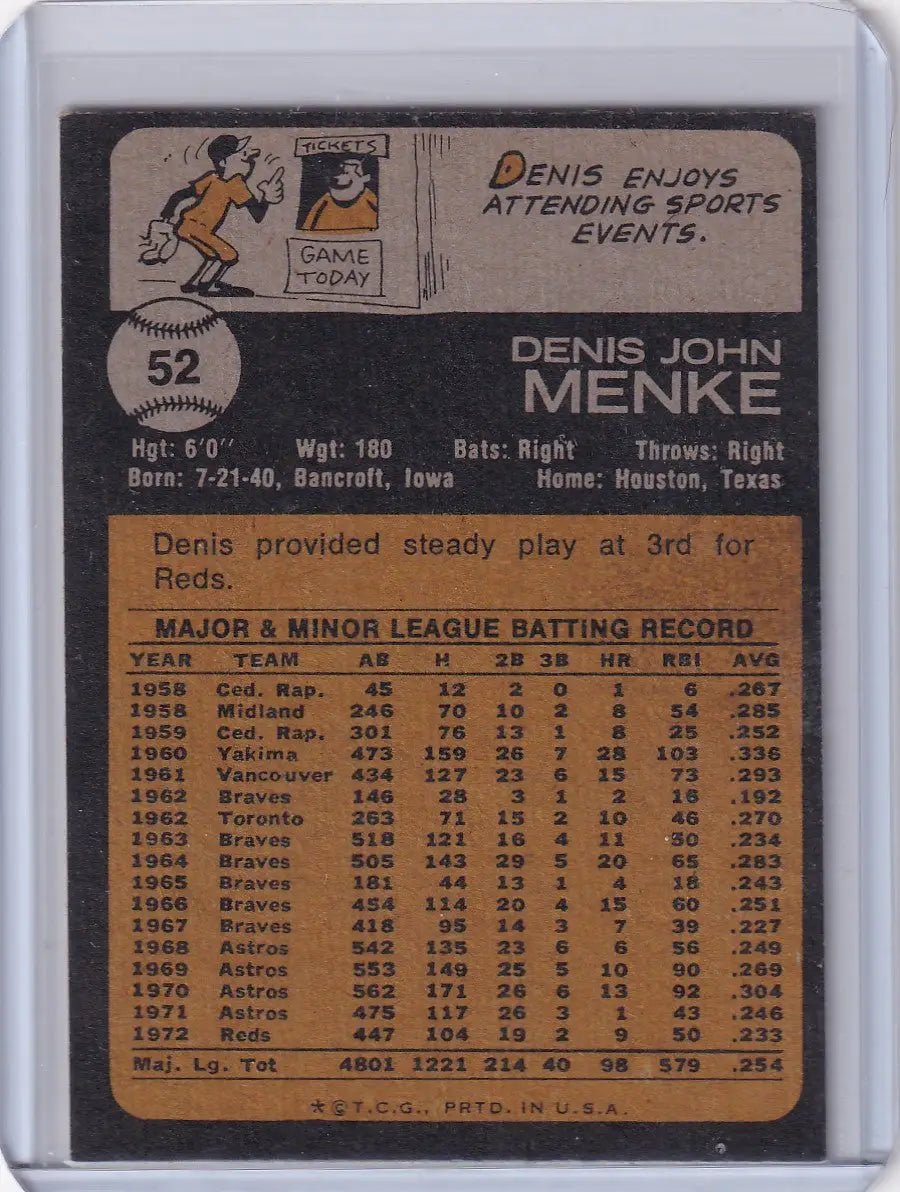 TICKETS
GAME
TODAY
DENIS ENJOYS
ATTENDING SPORTS
EVENTS.
52
DENIS JOHN
MENKE
Hgt: 6'0" Wgt: 180 Bats: Right Throws: Right
Born: 7-21-40, Bancroft, Iowa Home: Houston, Texas
Denis provided steady play at 3rd for
Reds.
MAJOR & MINOR LEAGUE BATTING RECORD
YEAR TEAM AB H 2B 3B HR RBI AVG
1958 Ced. Rap. 45 12 2 0 1 6 .267
1958 Midland 246 70 10 2 8 54 .285
1959 Ced. Rap. 301 76 13 1 8 25 .252
1960 Yakima 473 159 26 7 28 103 .336
1961 Vancouver 434 127 23 6 15 73 .293
1962 Braves 146 28 3 1 2 16 .192
1962 Toronto 263 71 15 2 10 46 .270
1963 Braves 518 121 16 4 11 50 .234
1964 Braves 505 143 29 5 20 65 .283
1965 Braves 181 44 13 1 4 18 .243
1966 Braves 454 114 20 4 15 60 .251
1967 Braves 418 95 14 3 7 39 .227
1968 Astros 542 135 23 6 6 56 .249
1969 Astros 553 149 25 5 10 90 .269
1970 Astros 562 171 26 6 13 92 .304
1971 Astros 475 117 26 3 1 43 .246
1972 Reds 447 104 19 2 9 50 .233
Maj. Lg. Tot 4801 1221 214 40 98 579 .254
*©T.C.G., PRTD. IN U.S.A.